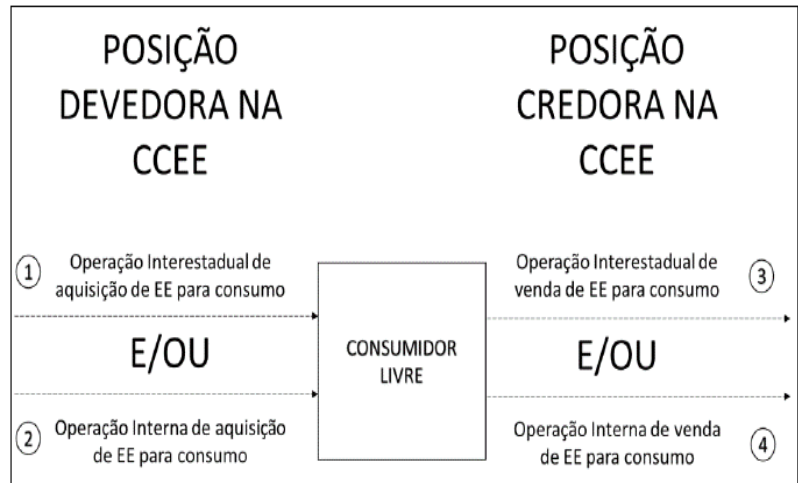 POSIÇÃO
DEVEDORA NA
CCEE
POSIÇÃO
CREDORA NA
CCEE
1
Operação Interestadual de
aquisição de EE para consumo
E/OU
2
Operação Interna de aquisição
de EE para consumo
CONSUMIDOR
LIVRE
Operação Interestadual de
venda de EE para consumo
3
E/OU
Operação Interna de venda
de EE para consumo
4